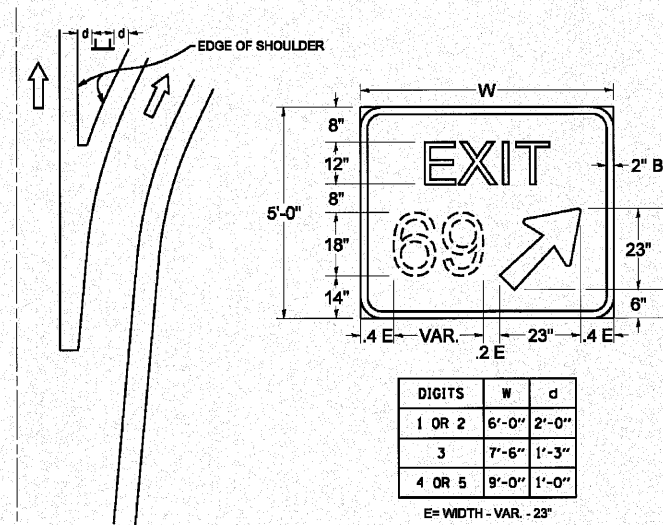 d d
EDGE OF SHOULDER
W
8"
12"
8"
18"
14"
5'-0"
EXIT
69
2" B
23"
6"
.4 E VAR. .2 E 23" .4 E
DIGITS W d
1 OR 2 6'-0" 2'-0"
3 7'-6" 1'-3"
4 OR 5 9'-0" 1'-0"
E= WIDTH - VAR. - 23"